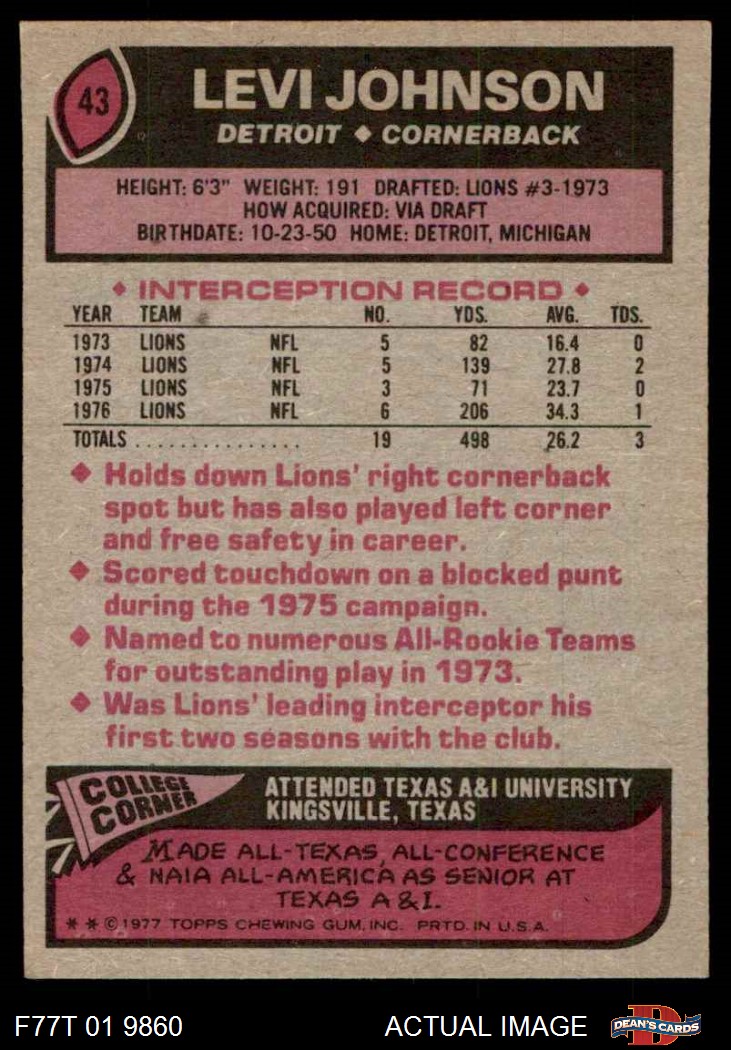 43
LEVI JOHNSON
DETROIT ◆ CORNERBACK
HEIGHT: 6'3" WEIGHT: 191 DRAFTED: LIONS #3-1973
HOW ACQUIRED: VIA DRAFT
BIRTHDATE: 10-23-50 HOME: DETROIT, MICHIGAN
◆ INTERCEPTION RECORD ◆
YEAR TEAM NO. YDS. AVG. TDS.
1973 LIONS NFL 5 82 16.4 0
1974 LIONS NFL 5 139 27.8 2
1975 LIONS NFL 3 71 23.7 0
1976 LIONS NFL 6 206 34.3 1
TOTALS . . . . . . . . . . . . . . . 19 498 26.2 3
◆ Holds down Lions' right cornerback
spot but has also played left corner
and free safety in career.
◆ Scored touchdown on a blocked punt
during the 1975 campaign.
◆ Named to numerous All-Rookie Teams
for outstanding play in 1973.
◆ Was Lions' leading interceptor his
first two seasons with the club.
COLLEGE
CORNER
ATTENDED TEXAS A&I UNIVERSITY
KINGSVILLE, TEXAS
MADE ALL-TEXAS, ALL-CONFERENCE
& NAIA ALL-AMERICA AS SENIOR AT
TEXAS A & I.
* * © 1977 TOPPS CHEWING GUM, INC. PRTD. IN U.S.A.
F77T 01 9860 ACTUAL IMAGE
D
DEAN'S CARDS